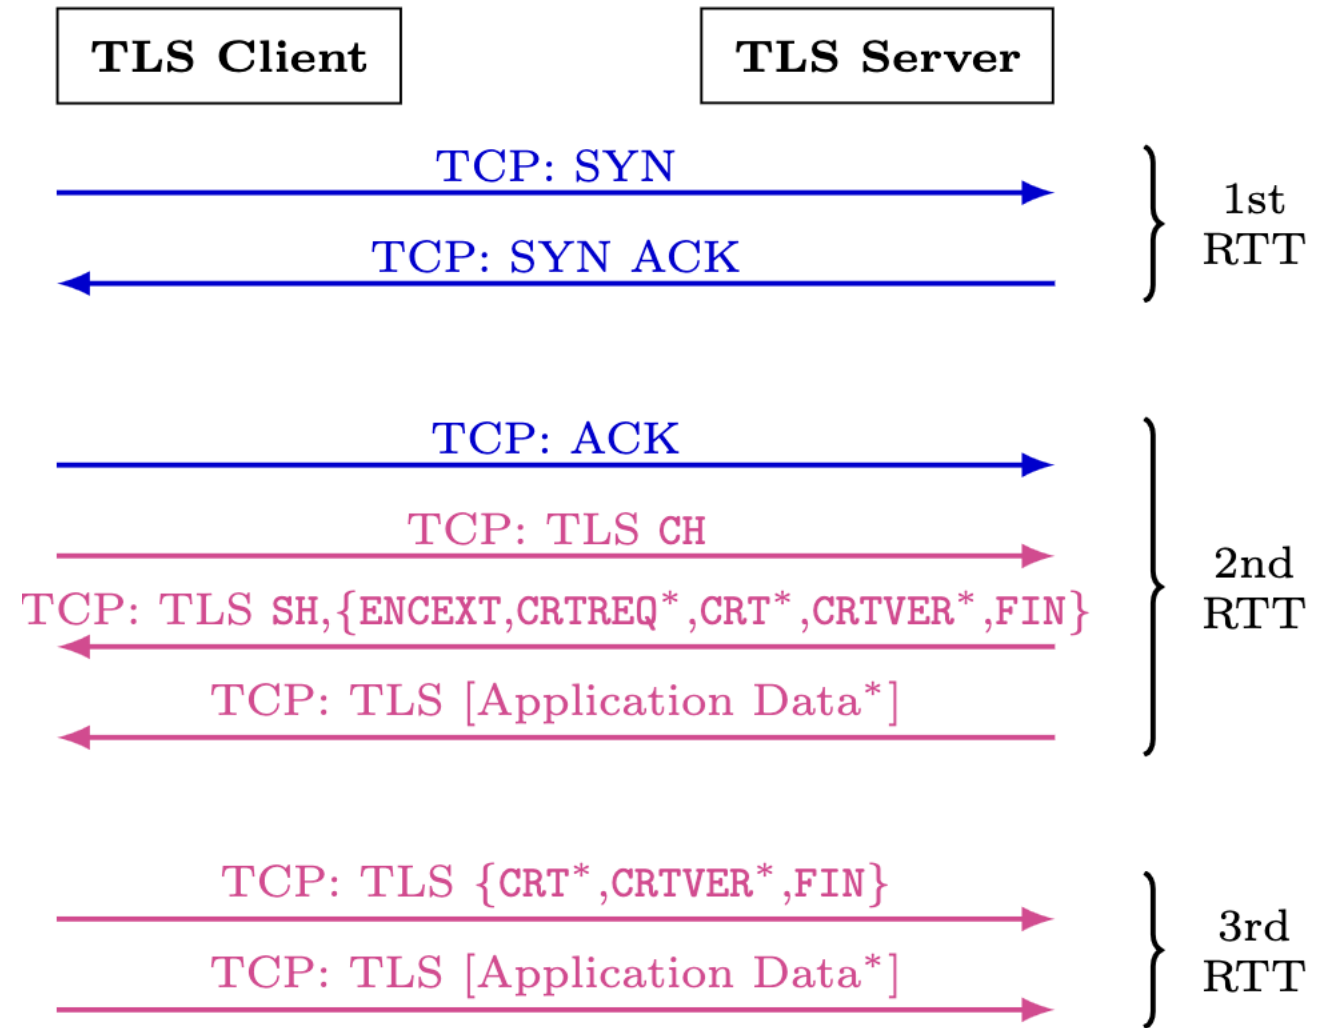 TLS Client
TLS Server
TCP: SYN
TCP: SYN ACK
1st
RTT
TCP: ACK
TCP: TLS CH
TCP: TLS SH,{ENCEXT,CRTREQ*,CRT*,CRTVER*,FIN}
TCP: TLS [Application Data*]
2nd
RTT
TCP: TLS {CRT*,CRTVER*,FIN}
TCP: TLS [Application Data*]
3rd
RTT